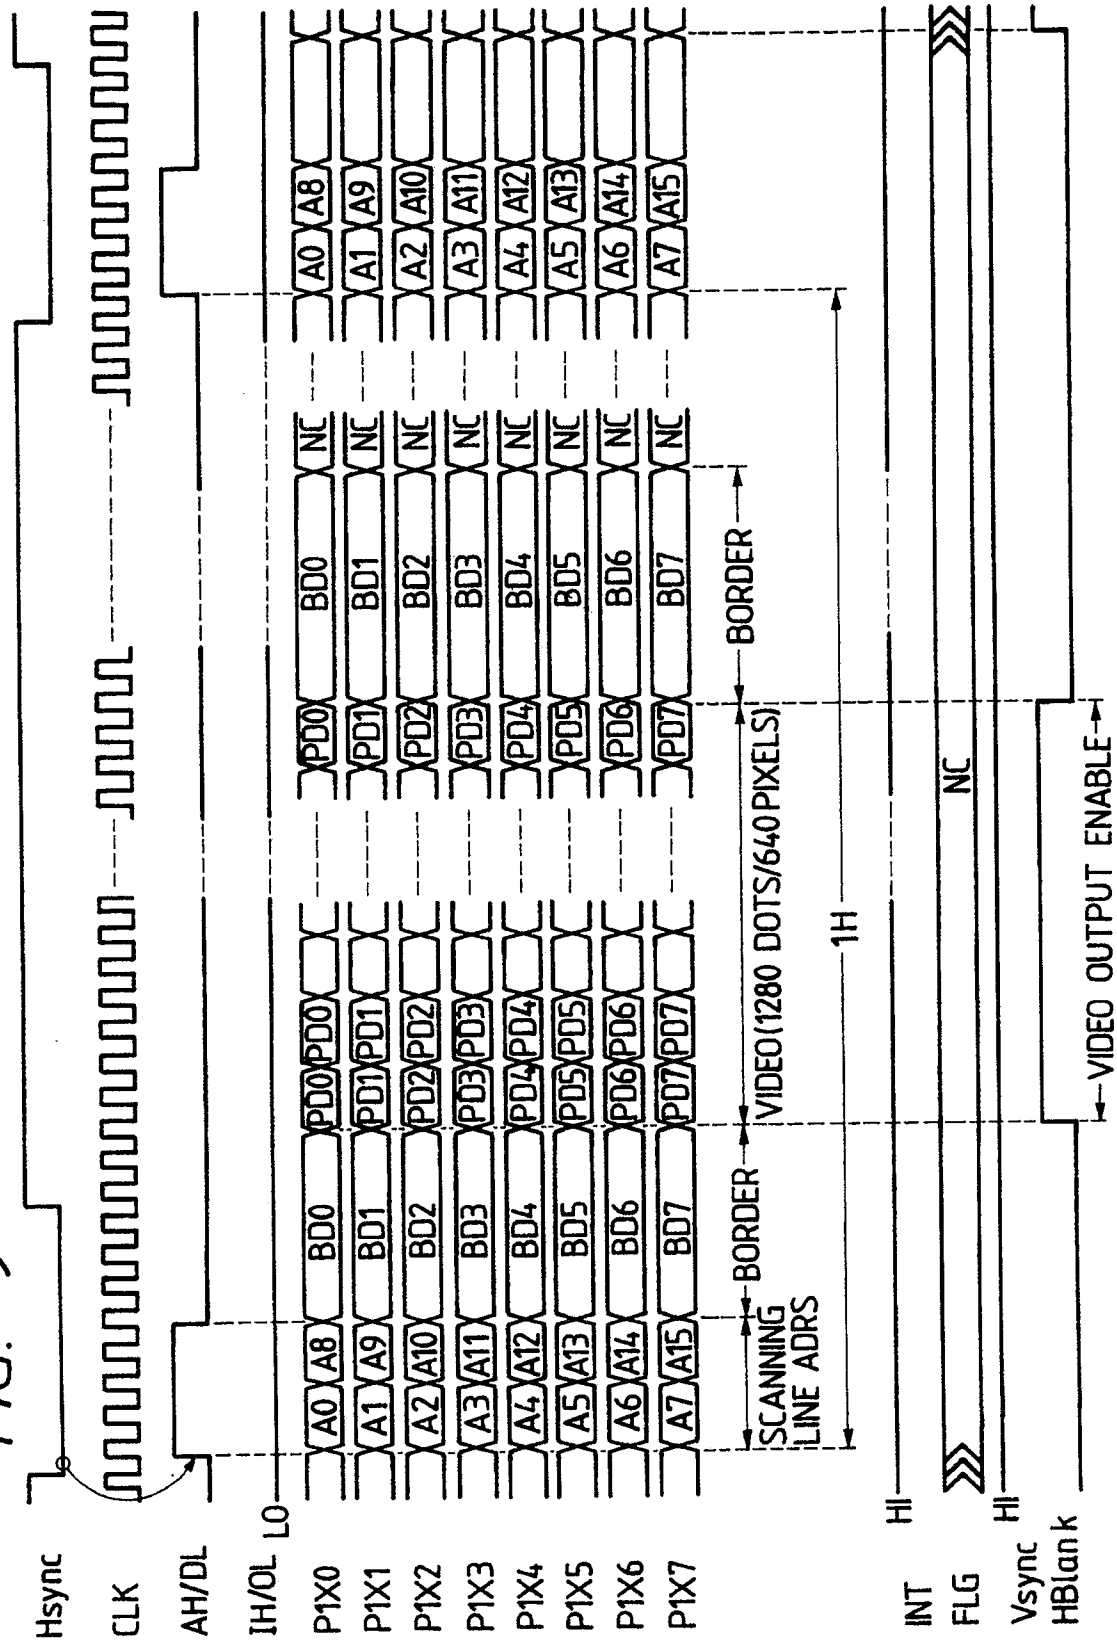 Hsync
CLK
AH/DL
IH/OL LO
P1X0 A0 A8 BD0 PD0 PD0 PD0 BD0 NC A0 A8
P1X1 A1 A9 BD1 PD1 PD1 PD1 BD1 NC A1 A9
P1X2 A2 A10 BD2 PD2 PD2 PD2 BD2 NC A2 A10
P1X3 A3 A11 BD3 PD3 PD3 PD3 BD3 NC A3 A11
P1X4 A4 A12 BD4 PD4 PD4 PD4 BD4 NC A4 A12
P1X5 A5 A13 BD5 PD5 PD5 PD5 BD5 NC A5 A13
P1X6 A6 A14 BD6 PD6 PD6 PD6 BD6 NC A6 A14
P1X7 A7 A15 BD7 PD7 PD7 PD7 BD7 NC A7 A15
SCANNING
LINE ADRS
BORDER
VIDEO (1280 DOTS/640 PIXELS)
BORDER
1H
INT HI
FLG NC
Vsync HI
HBlank
VIDEO OUTPUT ENABLE